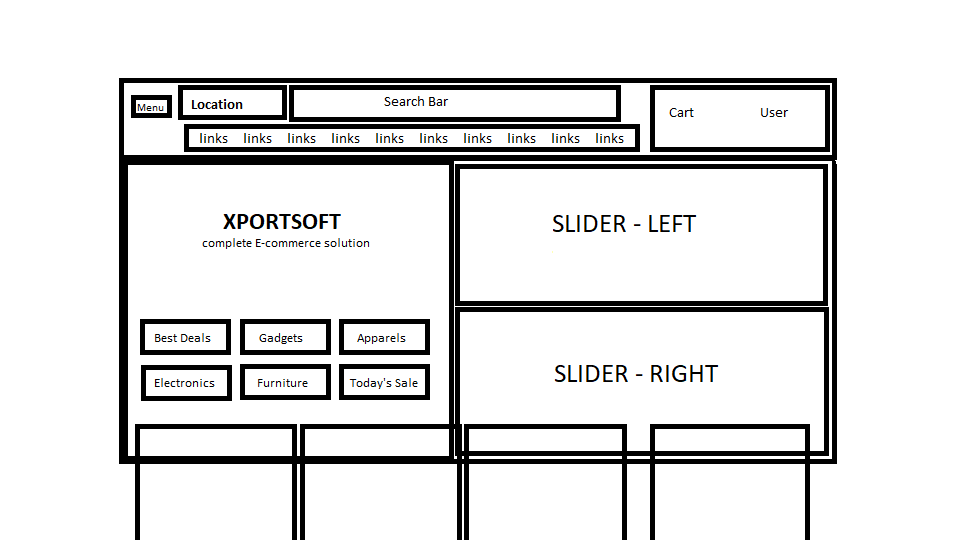 Menu
Location
Search Bar
Cart User
links links links links links links links links links links
XPORTSOFT
complete E-commerce solution
SLIDER - LEFT
Best Deals Gadgets Apparels
Electronics Furniture Today's Sale
SLIDER - RIGHT